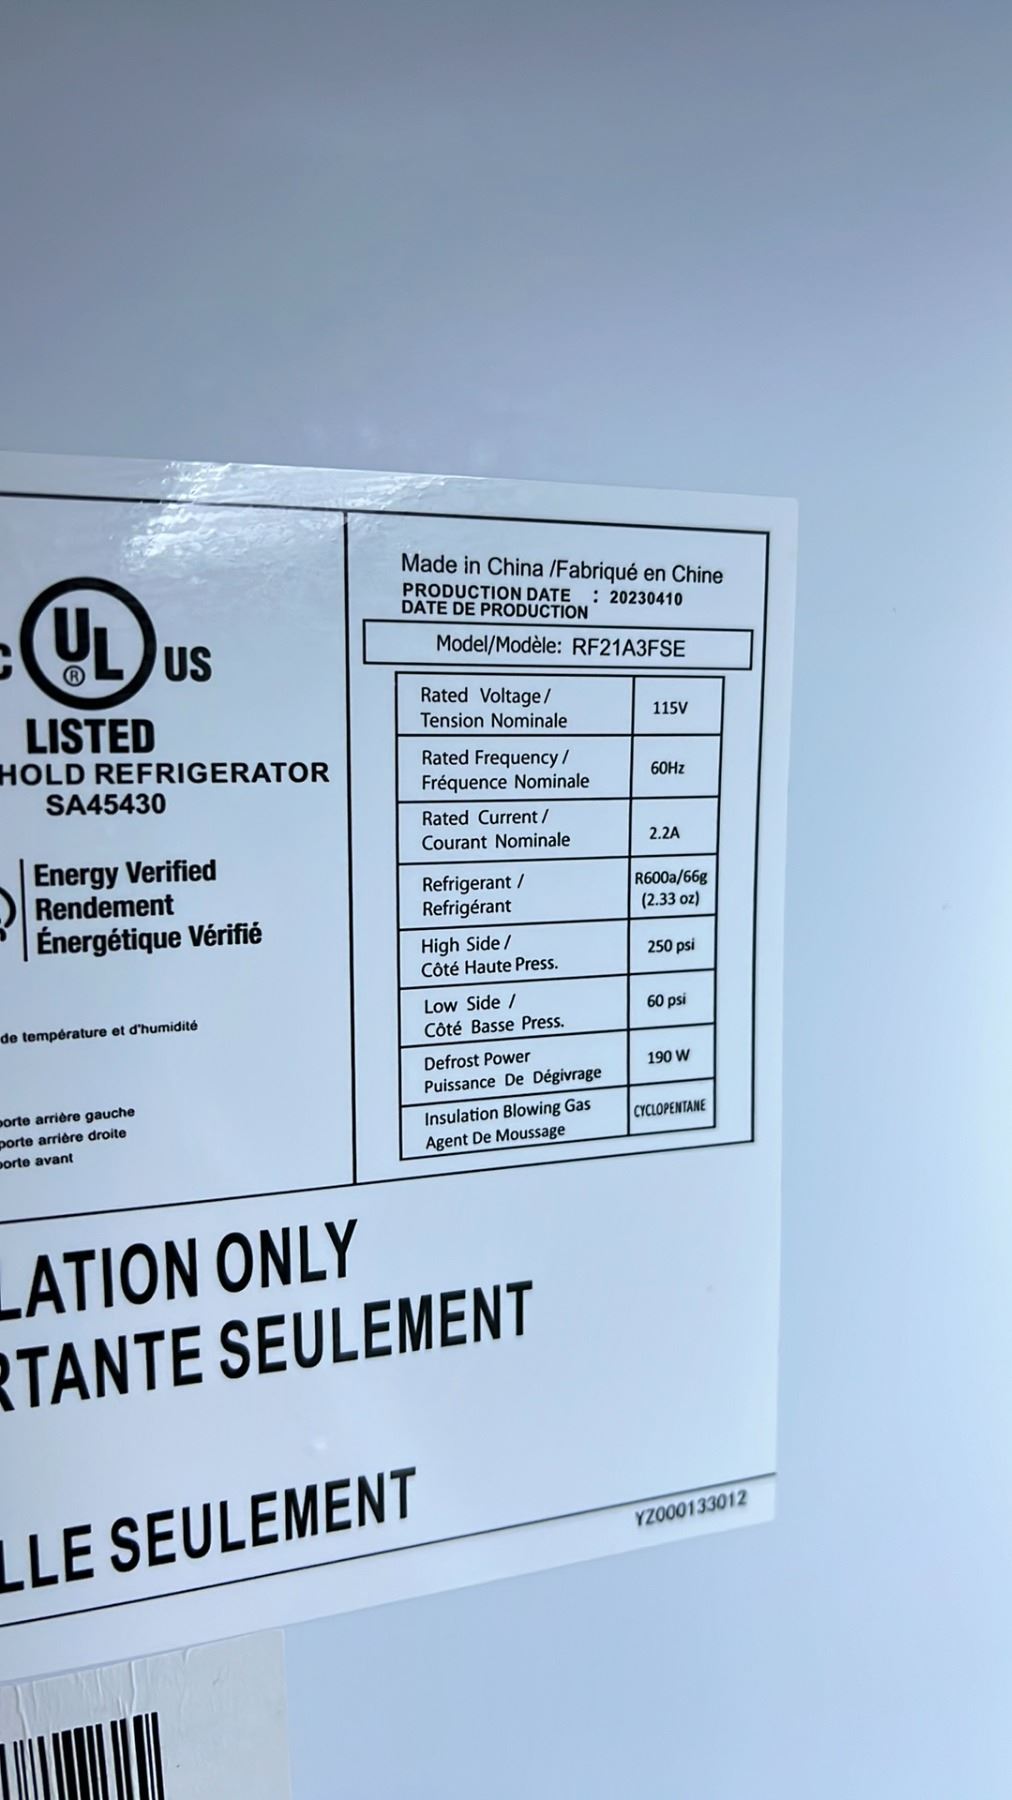 UL
®
US
LISTED
REFRIGERATOR
SA45430
Energy Verified
Rendement
Énergétique Vérifié
de température et d'humidité
arrière gauche
porte arrière droite
avant
Made in China /Fabriqué en Chine
PRODUCTION DATE : 20230410
DATE DE PRODUCTION
Model/Modèle: RF21A3FSE
Rated Voltage / 115V
Tension Nominale
Rated Frequency / 60Hz
Fréquence Nominale
Rated Current / 2.2A
Courant Nominale
Refrigerant / R600a/66g
Refrigérant (2.33 oz)
High Side / 250 psi
Côté Haute Press.
Low Side / 60 psi
Côté Basse Press.
Defrost Power 190 W
Puissance De Dégivrage
Insulation Blowing Gas CYCLOPENTANE
Agent De Moussage
LATION ONLY
RTANTE SEULEMENT
LLE SEULEMENT
YZ000133012